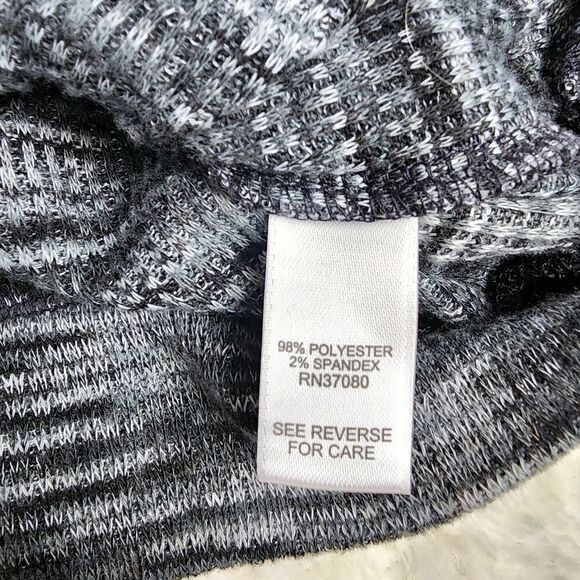 98% POLYESTER
2% SPANDEX
RN37080
SEE REVERSE
FOR CARE